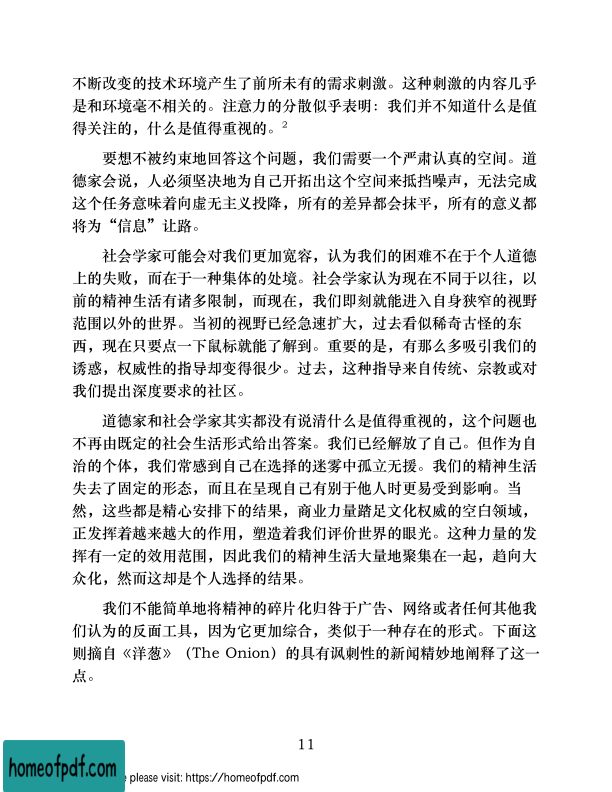 不断改变的技术环境产生了前所未有的需求刺激。这种刺激的内容几乎
是和环境毫不相关的。注意力的分散似乎表明：我们并不知道什么是值
得关注的，什么是值得重视的。2
要想不被约束地回答这个问题，我们需要一个严肃认真的空间。道
德家会说，人必须坚决地为自己开拓出这个空间来抵挡噪声，无法完成
这个任务意味着向虚无主义投降，所有的差异都会抹平，所有的意义都
将为“信息”让路。
社会学家可能会对我们更加宽容，认为我们的困难不在于个人道德
上的失败，而在于一种集体的处境。社会学家认为现在不同于以往，以
前的精神生活有诸多限制，而现在，我们即刻就能进入自身狭窄的视野
范围以外的世界。当初的视野已经急速扩大，过去看似稀奇古怪的东
西，现在只要点一下鼠标就能了解到。重要的是，有那么多吸引我们的
诱惑，权威性的指导却变得很少。过去，这种指导来自传统、宗教或对
我们提出深度要求的社区。
道德家和社会学家其实都没有说清什么是值得重视的，这个问题也
不再由既定的社会生活形式给出答案。我们已经解放了自己。但作为自
治的个体，我们常感到自己在选择的迷雾中孤立无援。我们的精神生活
失去了固定的形态，而且在呈现自己有别于他人时更易受到影响。当
然，这些都是精心安排下的结果，商业力量踏足文化权威的空白领域，
正发挥着越来越大的作用，塑造着我们评价世界的眼光。这种力量的发
挥有一定的效用范围，因此我们的精神生活大量地聚集在一起，趋向大
众化，然而这却是个人选择的结果。
我们不能简单地将精神的碎片化归咎于广告、网络或者任何其他我
们认为的反面工具，因为它更加综合，类似于一种存在的形式。下面这
则摘自《洋葱》（The Onion）的具有讽刺性的新闻精妙地阐释了这一
点。
11
homeofpdf.com
e please visit: https://homeofpdf.com